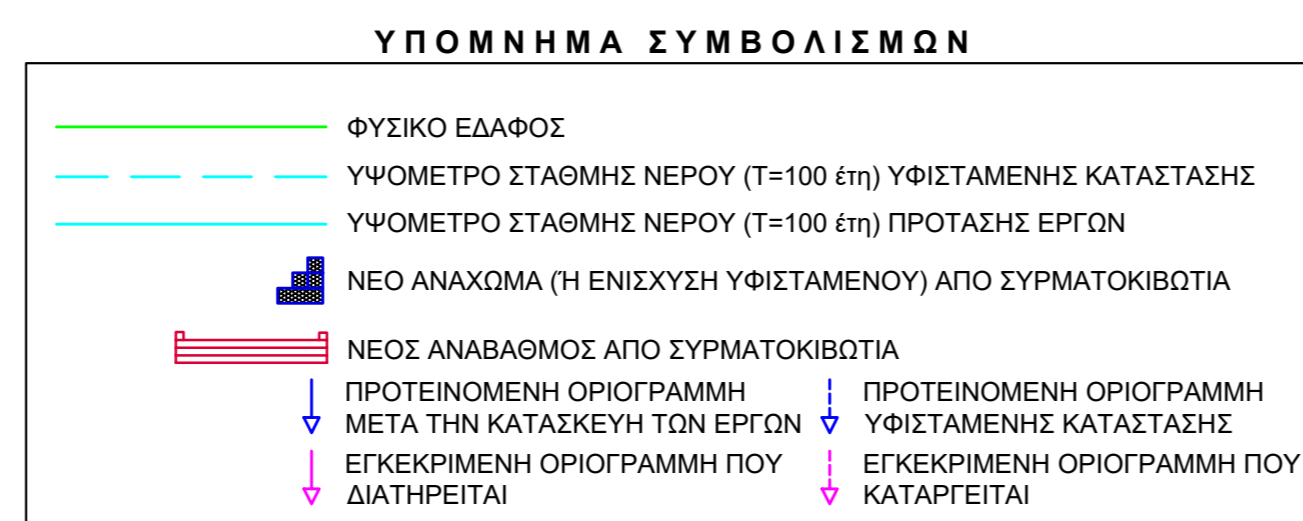 ΥΠΟΜΝΗΜΑ ΣΥΜΒΟΛΙΣΜΩΝ
ΦΥΣΙΚΟ ΕΔΑΦΟΣ
ΥΨΟΜΕΤΡΟ ΣΤΑΘΜΗΣ ΝΕΡΟΥ (Τ=100 έτη) ΥΦΙΣΤΑΜΕΝΗΣ ΚΑΤΑΣΤΑΣΗΣ
ΥΨΟΜΕΤΡΟ ΣΤΑΘΜΗΣ ΝΕΡΟΥ (Τ=100 έτη) ΠΡΟΤΑΣΗΣ ΕΡΓΩΝ
ΝΕΟ ΑΝΑΧΩΜΑ (Ή ΕΝΙΣΧΥΣΗ ΥΦΙΣΤΑΜΕΝΟΥ) ΑΠΟ ΣΥΡΜΑΤΟΚΙΒΩΤΙΑ
ΝΕΟΣ ΑΝΑΒΑΘΜΟΣ ΑΠΟ ΣΥΡΜΑΤΟΚΙΒΩΤΙΑ
ΠΡΟΤΕΙΝΟΜΕΝΗ ΟΡΙΟΓΡΑΜΜΗ
ΜΕΤΑ ΤΗΝ ΚΑΤΑΣΚΕΥΗ ΤΩΝ ΕΡΓΩΝ
ΠΡΟΤΕΙΝΟΜΕΝΗ ΟΡΙΟΓΡΑΜΜΗ
ΥΦΙΣΤΑΜΕΝΗΣ ΚΑΤΑΣΤΑΣΗΣ
ΕΓΚΕΚΡΙΜΕΝΗ ΟΡΙΟΓΡΑΜΜΗ ΠΟΥ
ΔΙΑΤΗΡΕΙΤΑΙ
ΕΓΚΕΚΡΙΜΕΝΗ ΟΡΙΟΓΡΑΜΜΗ ΠΟΥ
ΚΑΤΑΡΓΕΙΤΑΙ